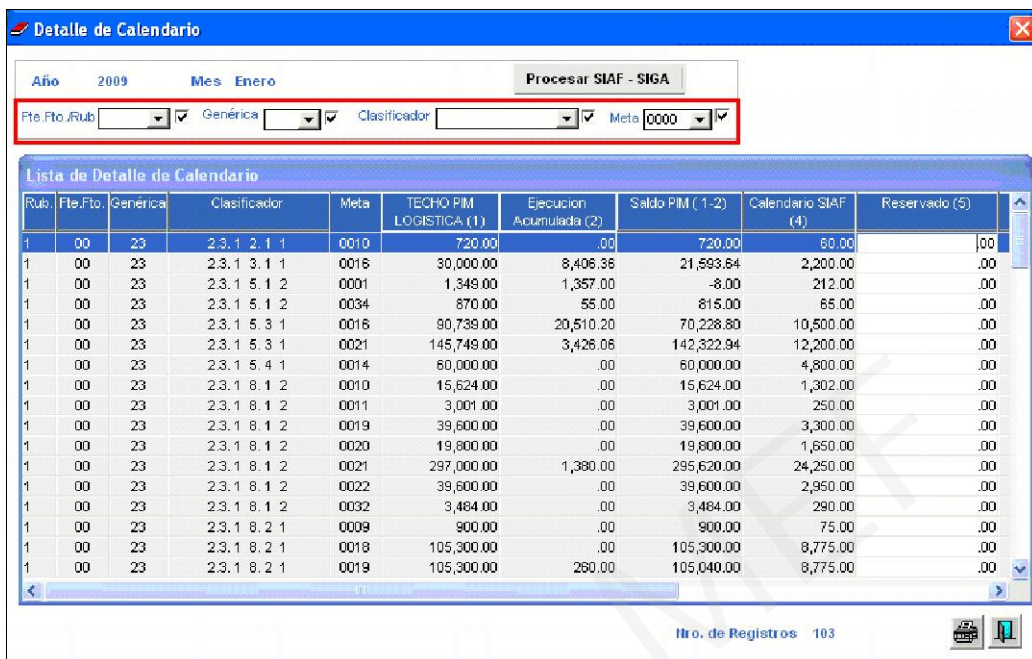 Detalle de Calendario
Año 2009 Mes Enero Procesar SIAF - SIGA
Fte.Fto./Rub Genérica Clasificador Meta 0000
Lista de Detalle de Calendario
Rub. Fte.Fto. Genérica Clasificador Meta TECHO PIM LOGISTICA (1) Ejecucion Acumulada (2) Saldo PIM ( 1-2) Calendario SIAF (4) Reservado (5)
1 00 23 2.3. 1 2. 1 1 0010 720.00 .00 720.00 60.00 .00
1 00 23 2.3. 1 3. 1 1 0016 30,000.00 8,406.36 21,593.64 2,200.00 .00
1 00 23 2.3. 1 5. 1 2 0001 1,349.00 1,357.00 -8.00 212.00 .00
1 00 23 2.3. 1 5. 1 2 0034 870.00 55.00 815.00 65.00 .00
1 00 23 2.3. 1 5. 3 1 0016 90,739.00 20,510.20 70,228.80 10,500.00 .00
1 00 23 2.3. 1 5. 3 1 0021 145,749.00 3,426.06 142,322.94 12,200.00 .00
1 00 23 2.3. 1 5. 4 1 0014 60,000.00 .00 60,000.00 4,800.00 .00
1 00 23 2.3. 1 8. 1 2 0010 15,624.00 .00 15,624.00 1,302.00 .00
1 00 23 2.3. 1 8. 1 2 0011 3,001.00 .00 3,001.00 250.00 .00
1 00 23 2.3. 1 8. 1 2 0019 39,600.00 .00 39,600.00 3,300.00 .00
1 00 23 2.3. 1 8. 1 2 0020 19,800.00 .00 19,800.00 1,650.00 .00
1 00 23 2.3. 1 8. 1 2 0021 297,000.00 1,380.00 295,620.00 24,250.00 .00
1 00 23 2.3. 1 8. 1 2 0022 39,600.00 .00 39,600.00 2,950.00 .00
1 00 23 2.3. 1 8. 1 2 0032 3,484.00 .00 3,484.00 290.00 .00
1 00 23 2.3. 1 8. 2 1 0009 900.00 .00 900.00 75.00 .00
1 00 23 2.3. 1 8. 2 1 0018 105,300.00 .00 105,300.00 8,775.00 .00
1 00 23 2.3. 1 8. 2 1 0019 105,300.00 260.00 105,040.00 8,775.00 .00
Nro. de Registros 103
MEF